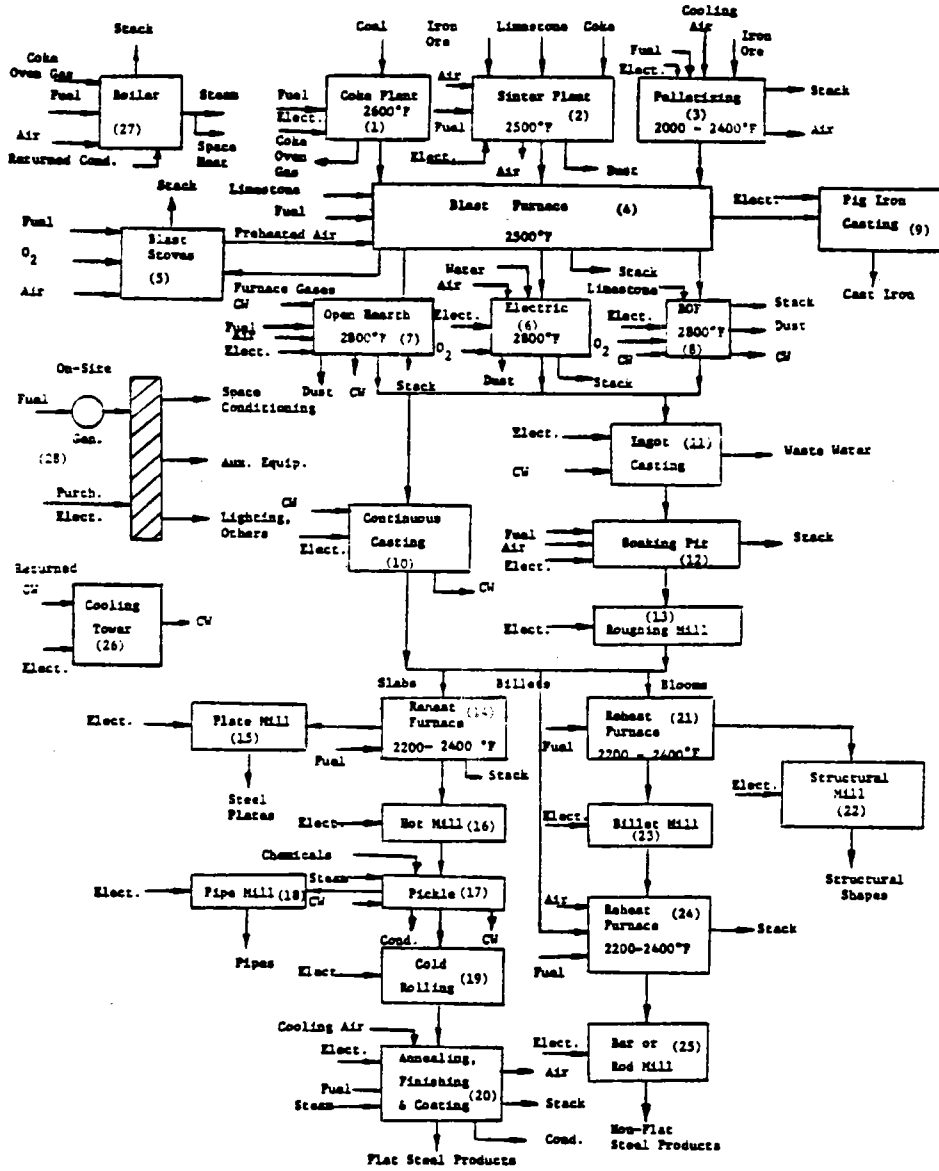 Stack
Coke
Oven Gas
Fuel
Air
Returned Cond.
Boiler
(27)
Steam
Space
Heat
Coal
Fuel
Elect.
Coke
Oven
Gas
Coke Plant
2600°F
(1)
Iron
Ore
Limestone
Coke
Air
Fuel
Elect.
Sinter Plant
(2)
2500°F
Air
Dust
Cooling
Air
Fuel
Elect.
Iron
Ore
Pelletizing
(3)
2000 - 2400°F
Stack
Air
Limestone
Fuel
Blast Furnace (4)
2500°F
Elect.
Pig Iron
Casting (9)
Cast Iron
Stack
Fuel
O2
Air
Blast
Stoves
(5)
Preheated Air
Furnace Gases
Stack
CW
Fuel
Air
Elect.
Open Hearth
2800°F (7)
Dust
CW
Stack
Water
Air
Elect.
O2
Electric
(6)
2800°F
Dust
Stack
Limestone
Elect.
O2
CW
BOF
2800°F
(8)
Stack
Dust
CW
On-Site
Fuel
Gen.
(28)
Purch.
Elect.
Space
Conditioning
Aux. Equip.
Lighting,
Others
Elect.
CW
Ingot (11)
Casting
Waste Water
CW
Elect.
Continuous
Casting
(10)
CW
Fuel
Air
Elect.
Soaking Pit
(12)
Stack
Returned
CW
Elect.
Cooling
Tower
(26)
CW
Elect.
(13)
Roughing Mill
Slabs
Billets
Blooms
Elect.
Plate Mill
(15)
Steel
Plates
Reheat (14)
Furnace
2200- 2400 °F
Fuel
Stack
Reheat (21)
Furnace
2200 - 2400°F
Fuel
Elect.
Structural
Mill
(22)
Structural
Shapes
Elect.
Hot Mill (16)
Elect.
Billet Mill
(23)
Chemicals
Steam
CW
Pickle (17)
Cond.
CW
Elect.
Pipe Mill (18)
Pipes
Air
Fuel
Reheat (24)
Furnace
2200-2400°F
Stack
Elect
Cold
Rolling (19)
Cooling Air
Elect.
Fuel
Steam
Annealing,
Finishing
& Coating (20)
Air
Stack
Cond.
Flat Steel Products
Elect.
Bar or (25)
Rod Mill
Non-Flat
Steel Products